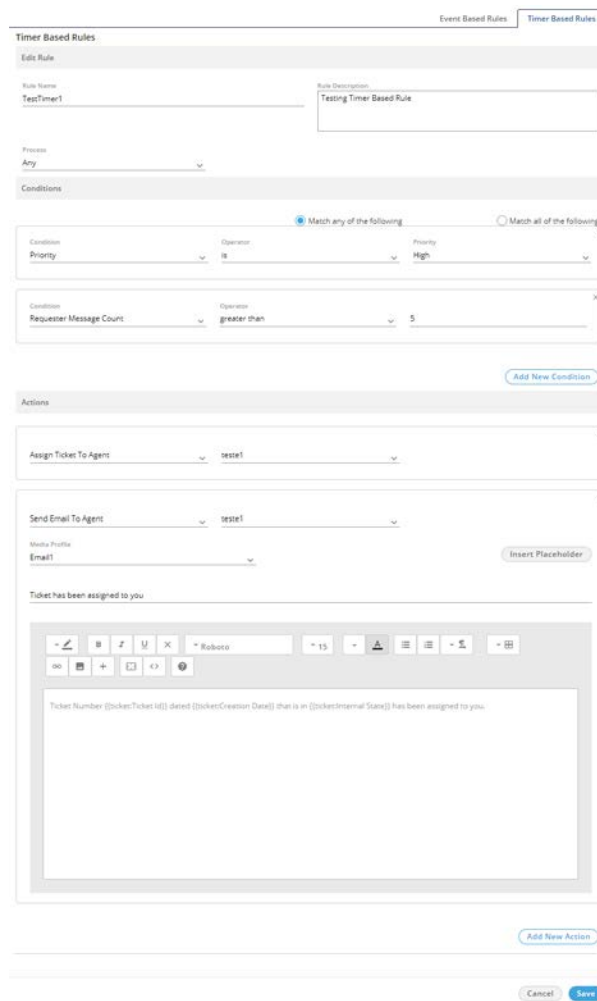 Event Based Rules Timer Based Rules
Timer Based Rules
Edit Rule
Rule Name Rule Description
TestTimer1 Testing Timer Based Rule
Process
Any
Conditions
Match any of the following Match all of the following
Condition Operator Priority
Priority is High
Condition Operator
Requester Message Count greater than 5
Add New Condition
Actions
Assign Ticket To Agent teste1
Send Email To Agent teste1
Media Profile
Email1 Insert Placeholder
Ticket has been assigned to you
B I U Roboto 15 A
Ticket Number {{ticket:Ticket Id}} dated {{ticket:Creation Date}} that is in {{ticket:Internal State}} has been assigned to you.
Add New Action
Cancel Save